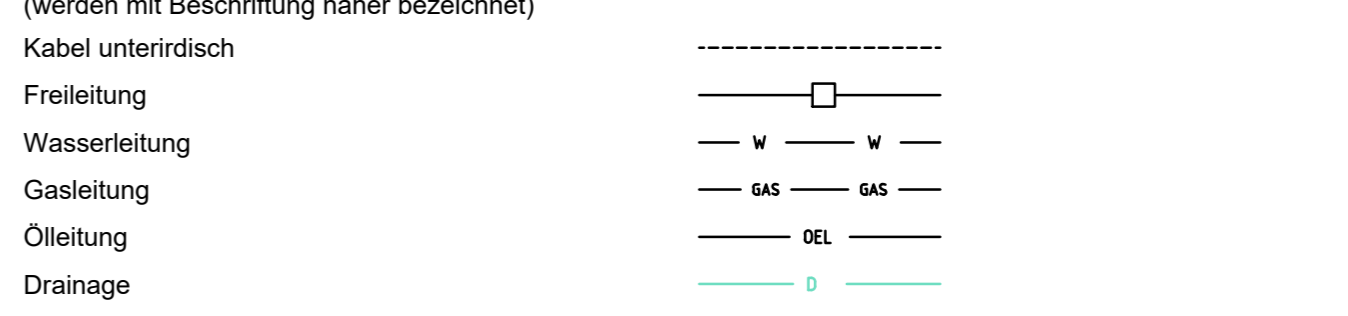 (werden mit Beschriftung näher bezeichnet)
Kabel unterirdisch
Freileitung
Wasserleitung W W
Gasleitung GAS GAS
Ölleitung OEL
Drainage D